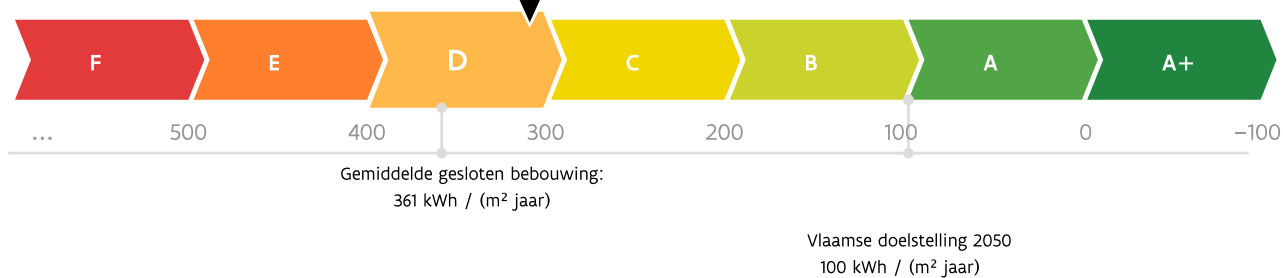 F E D C B A A+
... 500 400 300 200 100 0 −100
Gemiddelde gesloten bebouwing:
361 kWh / (m² jaar)
Vlaamse doelstelling 2050
100 kWh / (m² jaar)